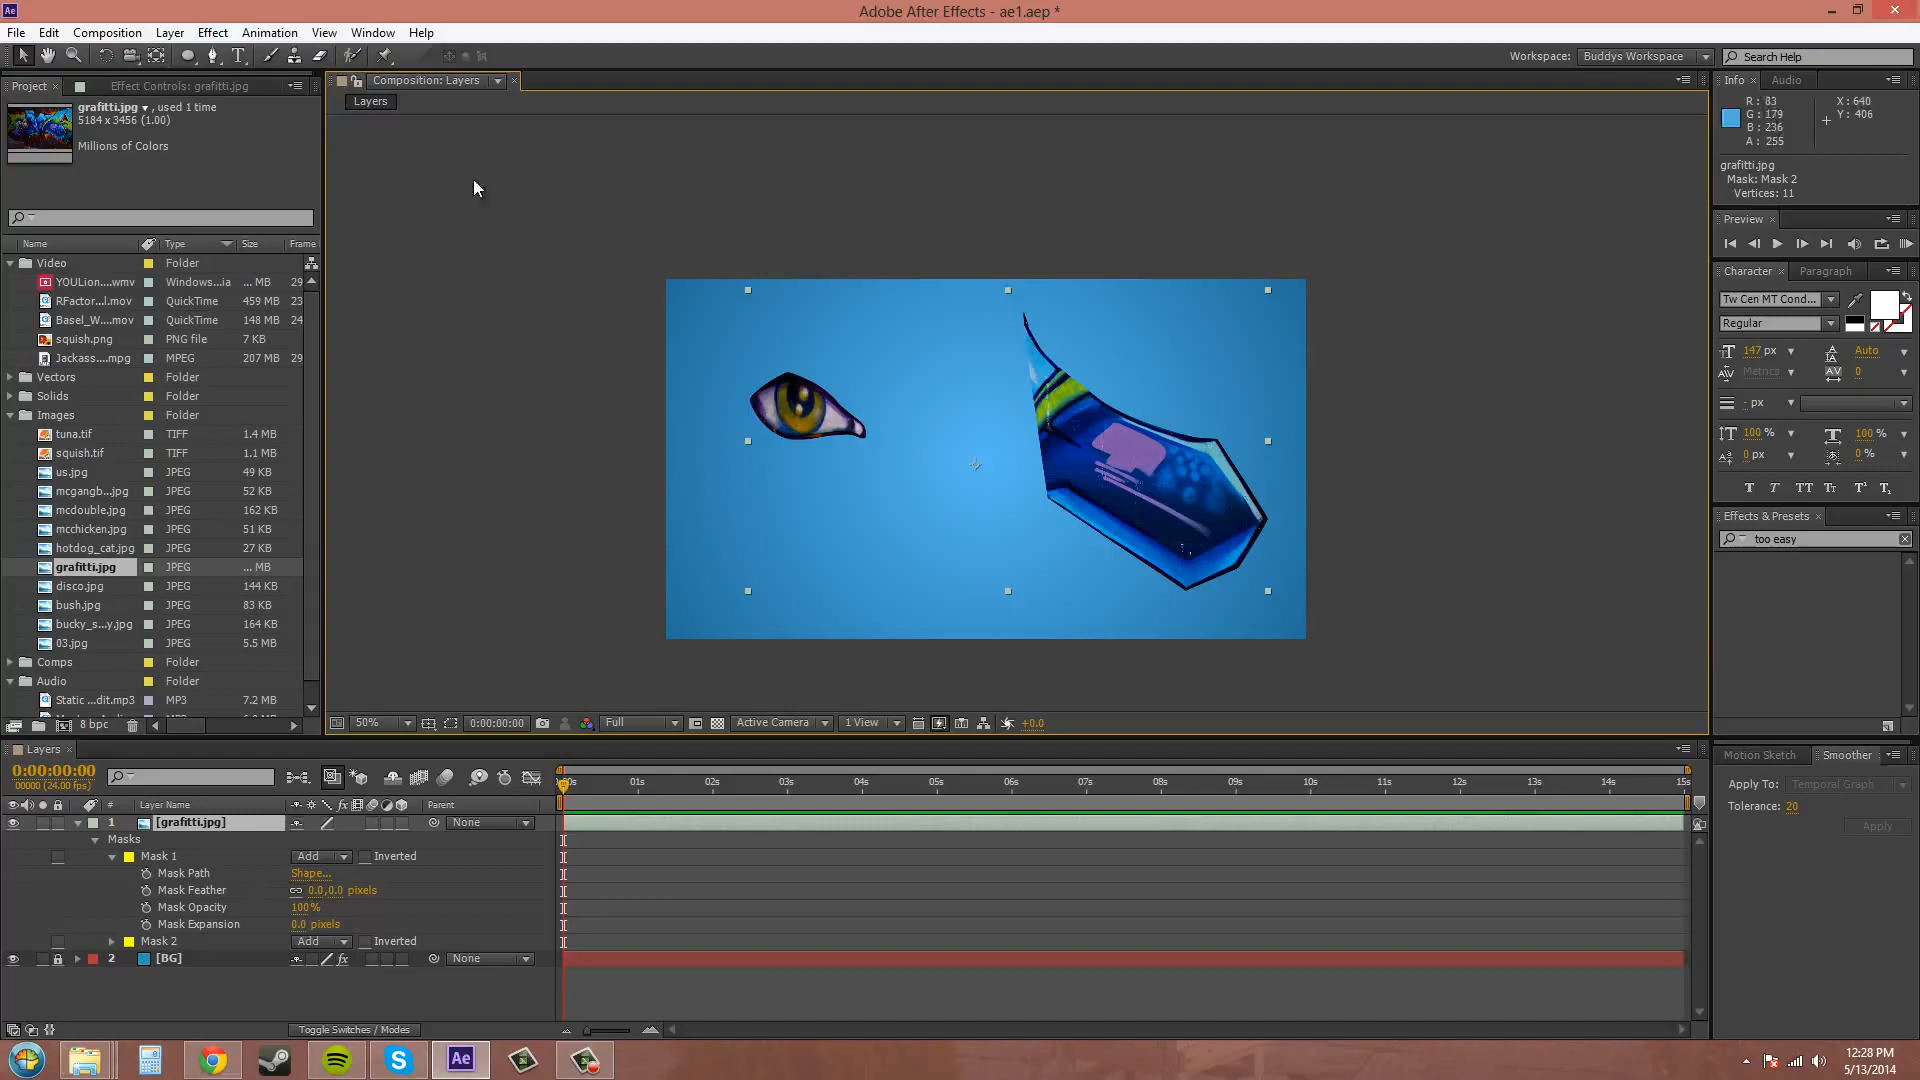 Adobe After Effects - ae1.aep *
File Edit Composition Layer Effect Animation View Window Help
Workspace: Buddys Workspace Search Help
Project Effect Controls: grafitti.jpg
grafitti.jpg , used 1 time
5184 x 3456 (1.00)
Millions of Colors
Name Type Size Frame
Video Folder
YOULion....wmv Windows...ia ... MB 29
RFactor...l.mov QuickTime 459 MB 23
Basel_W...mov QuickTime 148 MB 24
squish.png PNG file 7 KB
Jackass....mpg MPEG 207 MB 29
Vectors Folder
Solids Folder
Images Folder
tuna.tif TIFF 1.4 MB
squish.tif TIFF 1.1 MB
us.jpg JPEG 49 KB
mcgangb...jpg JPEG 52 KB
mcdouble.jpg JPEG 162 KB
mcchicken.jpg JPEG 51 KB
hotdog_cat.jpg JPEG 27 KB
grafitti.jpg JPEG ... MB
disco.jpg JPEG 144 KB
bush.jpg JPEG 83 KB
bucky_s...y.jpg JPEG 164 KB
03.jpg JPEG 5.5 MB
Comps Folder
Audio Folder
Static ...dit.mp3 MP3 7.2 MB
8 bpc
Composition: Layers
Layers
50% 0:00:00:00 Full Active Camera 1 View +0.0
Info Audio
R: 83
G: 179
B: 236
A: 255
X: 640
Y: 406
grafitti.jpg
Mask: Mask 2
Vertices: 11
Preview
Character Paragraph
Tw Cen MT Cond...
Regular
147 px Auto
Metrics 0
- px
100 % 100 %
0 px 0 %
T T TT Tt T¹ T₁
Effects & Presets
too easy
Motion Sketch Smoother
Apply To: Temporal Graph
Tolerance: 20
Apply
Layers
0:00:00:00
00000 (24.00 fps)
# Layer Name Parent
1 [grafitti.jpg] None
Masks
Mask 1 Add Inverted
Mask Path Shape...
Mask Feather 0.0,0.0 pixels
Mask Opacity 100%
Mask Expansion 0.0 pixels
Mask 2 Add Inverted
2 [BG] None
01s 02s 03s 04s 05s 06s 07s 08s 09s 10s 11s 12s 13s 14s 15s
Toggle Switches / Modes
12:28 PM
5/13/2014